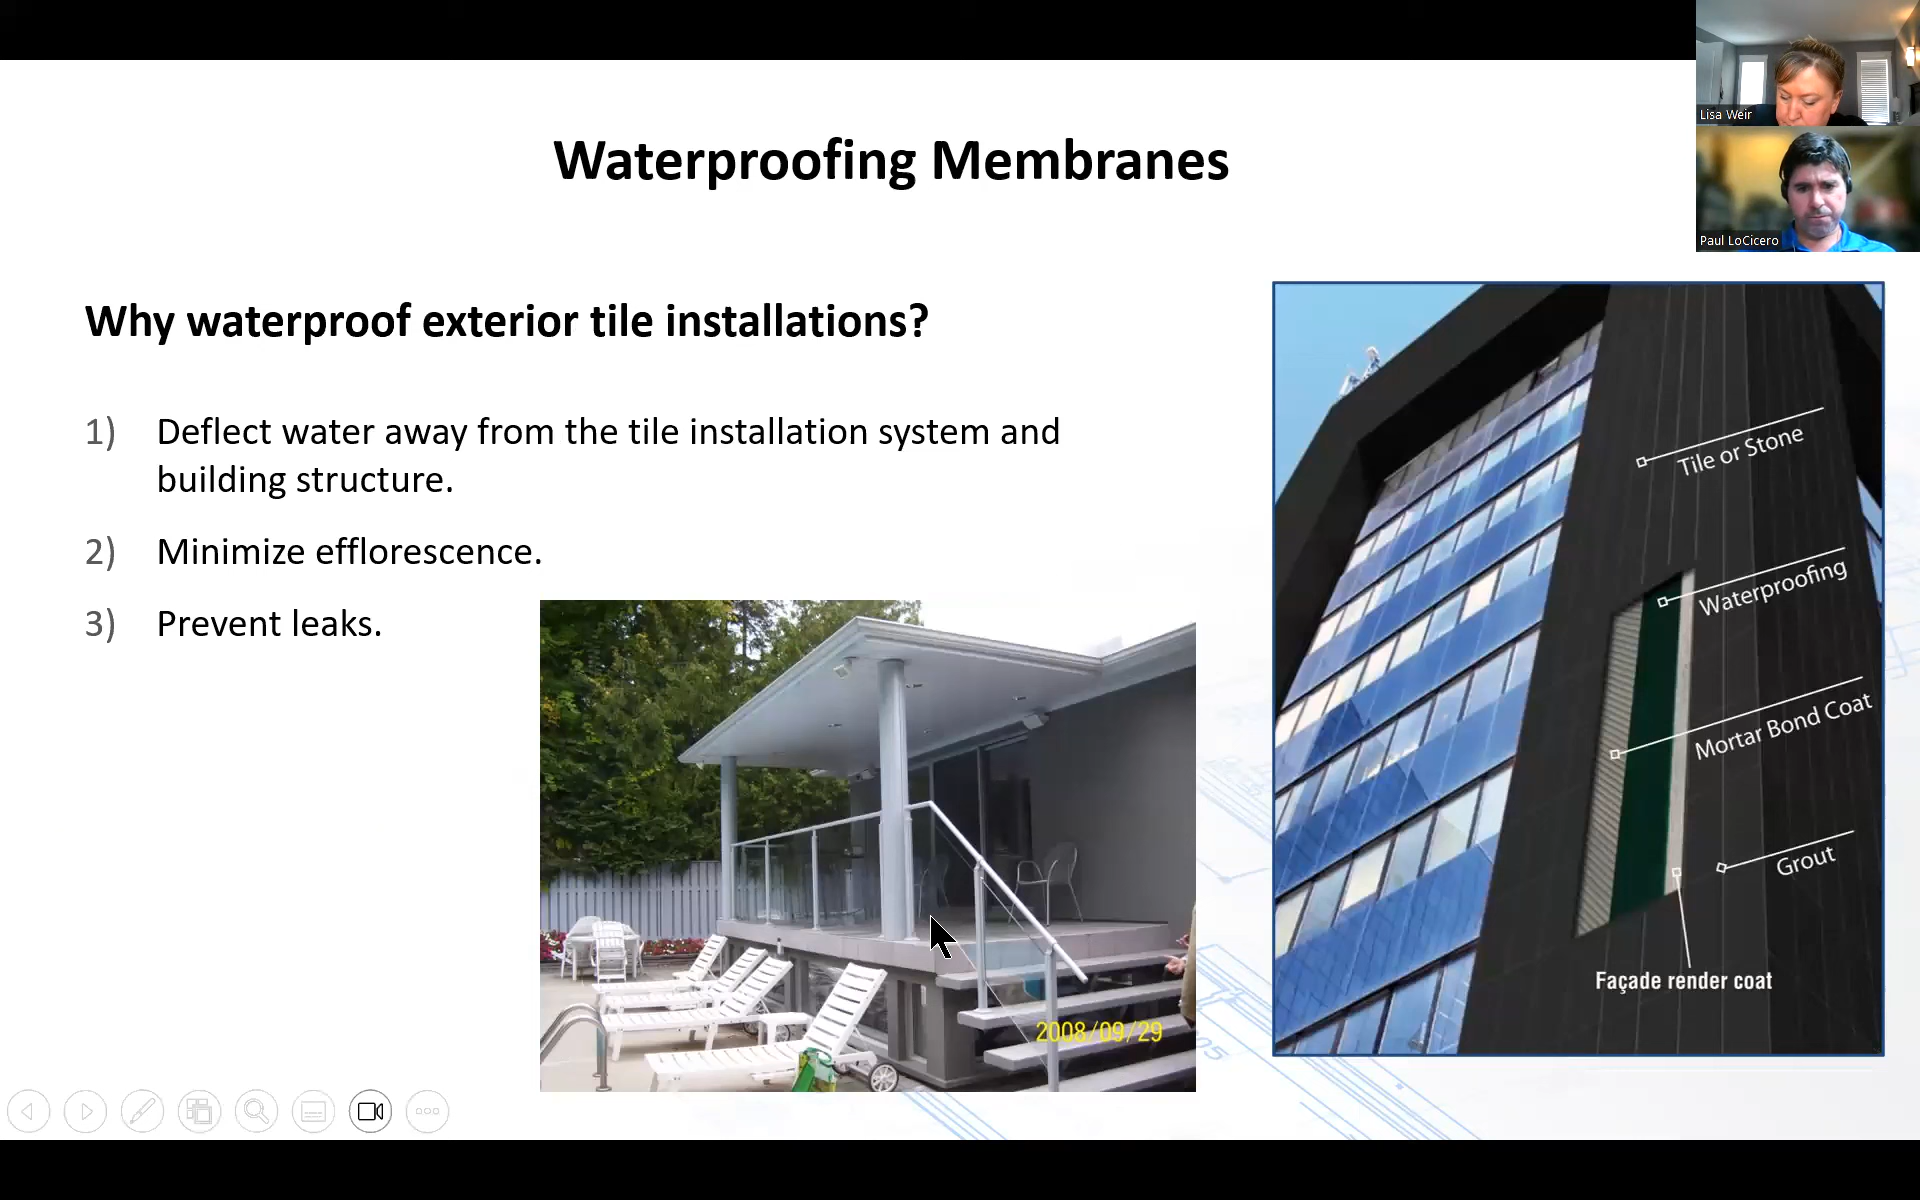 Lisa Weir
Paul LoCicero
Waterproofing Membranes
Why waterproof exterior tile installations?
1) Deflect water away from the tile installation system and
building structure.
2) Minimize efflorescence.
3) Prevent leaks.
2008/09/29
Tile or Stone
Waterproofing
Mortar Bond Coat
Grout
Façade render coat